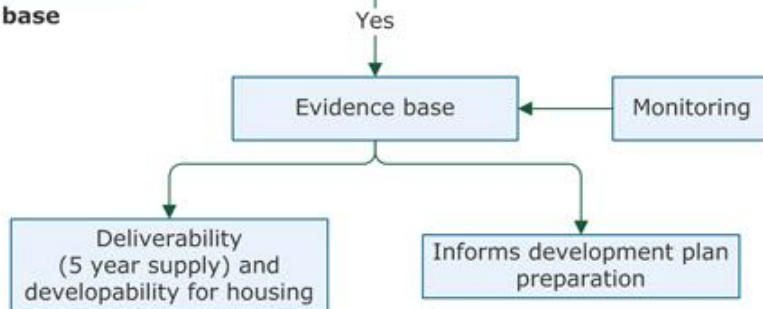 base
Yes
Evidence base
Monitoring
Deliverability
(5 year supply) and
developability for housing
Informs development plan
preparation